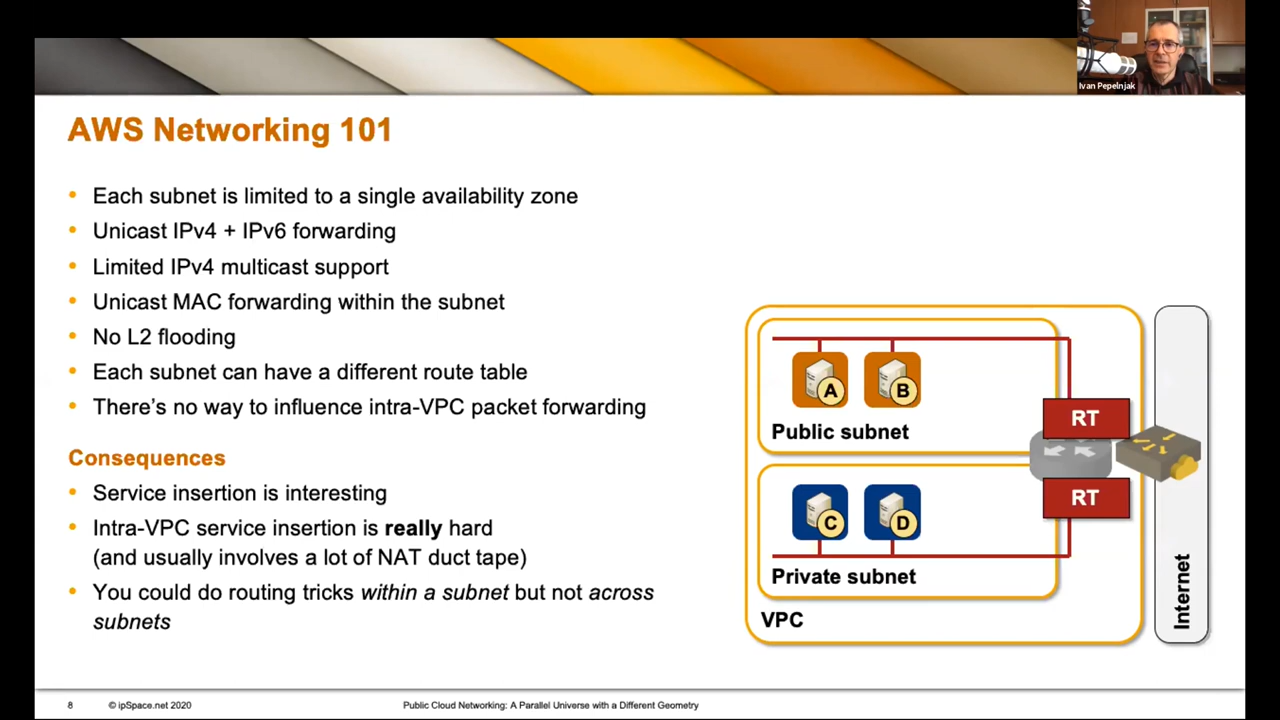 Ivan Pepelnjak
AWS Networking 101
• Each subnet is limited to a single availability zone
• Unicast IPv4 + IPv6 forwarding
• Limited IPv4 multicast support
• Unicast MAC forwarding within the subnet
• No L2 flooding
• Each subnet can have a different route table
• There's no way to influence intra-VPC packet forwarding
Consequences
• Service insertion is interesting
• Intra-VPC service insertion is really hard
(and usually involves a lot of NAT duct tape)
• You could do routing tricks within a subnet but not across
subnets
A
B
Public subnet
RT
C
D
RT
Private subnet
VPC
Internet
8
© ipSpace.net 2020
Public Cloud Networking: A Parallel Universe with a Different Geometry